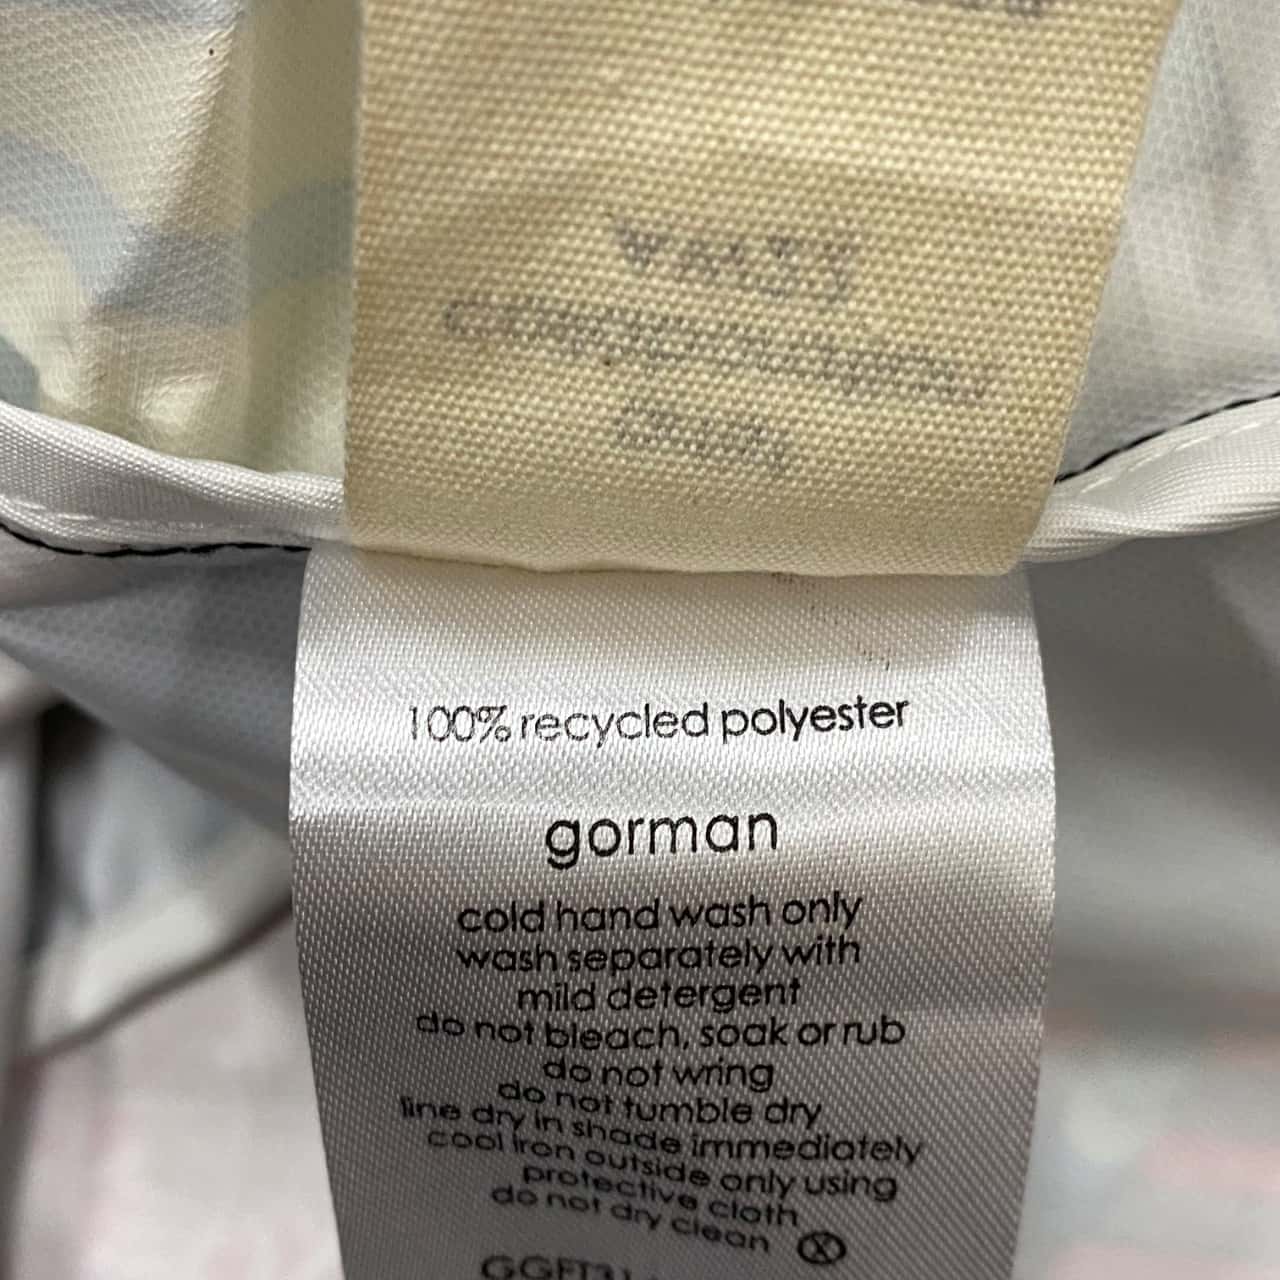 100% recycled polyester
gorman
cold hand wash only
wash separately with
mild detergent
do not bleach, soak or rub
do not wring
do not tumble dry
line dry in shade immediately
cool iron outside only using
protective cloth
do not dry clean